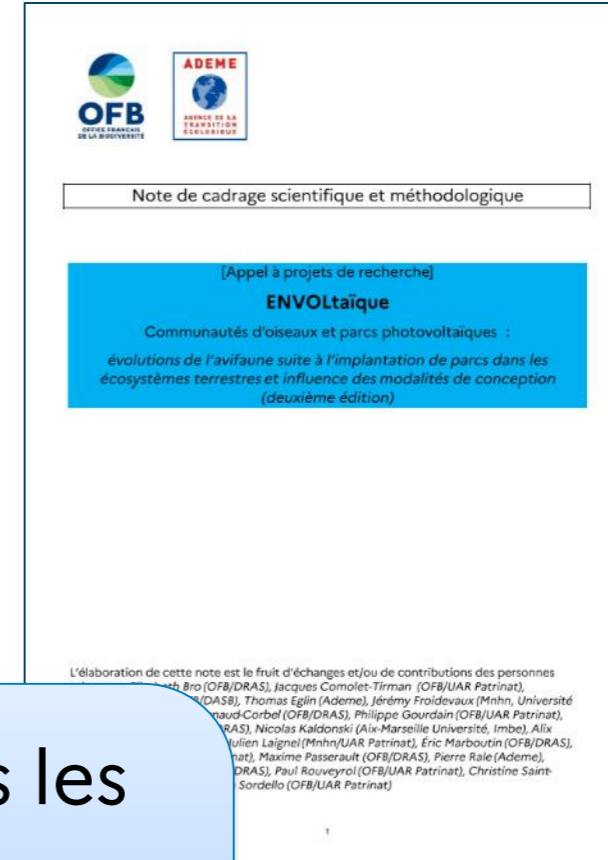 OFB
OFFICE FRANÇAIS
DE LA BIODIVERSITÉ
ADEME
AGENCE DE LA
TRANSITION
ÉCOLOGIQUE
Note de cadrage scientifique et méthodologique
[Appel à projets de recherche]
ENVOLtaïque
Communautés d'oiseaux et parcs photovoltaïques :
évolutions de l'avifaune suite à l'implantation de parcs dans les
écosystèmes terrestres et influence des modalités de conception
(deuxième édition)
L'élaboration de cette note est le fruit d'échanges et/ou de contributions des personnes
Bro (OFB/DRAS), Jacques Comolet-Tirman (OFB/UAR Patrinat),
/DASB), Thomas Eglin (Ademe), Jérémy Froidevaux (Mnhn, Université
naud-Corbel (OFB/DRAS), Philippe Gourdain (OFB/UAR Patrinat),
RAS), Nicolas Kaldonski (Aix-Marseille Université, Imbe), Alix
Julien Laignel (Mnhn/UAR Patrinat), Éric Marboutin (OFB/DRAS),
nat), Maxime Passerault (OFB/DRAS), Pierre Rale (Ademe),
DRAS), Paul Rouveyrol (OFB/UAR Patrinat), Christine Saint-
Sordello (OFB/UAR Patrinat)
s les
1